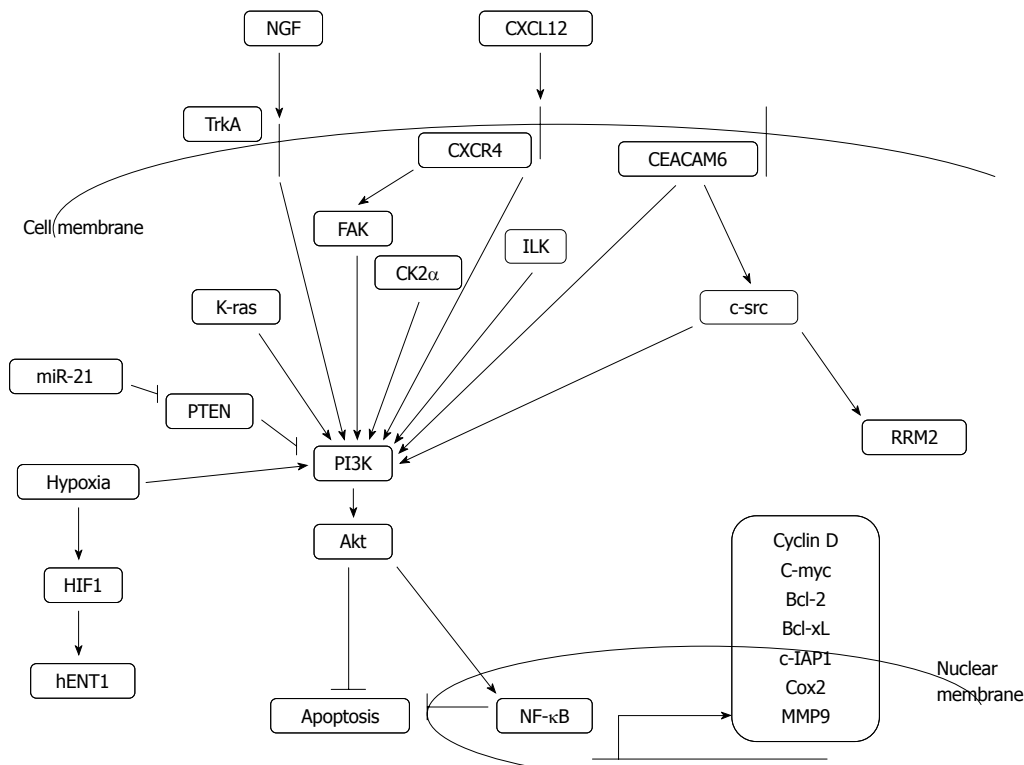 NGF
CXCL12
TrkA
CXCR4
CEACAM6
Cell membrane
FAK
ILK
CK2α
K-ras
c-src
miR-21
PTEN
RRM2
PI3K
Hypoxia
Akt
Cyclin D
C-myc
HIF1
Bcl-2
Bcl-xL
c-IAP1
Nuclear
membrane
hENT1
Cox2
Apoptosis
NF-κB
MMP9